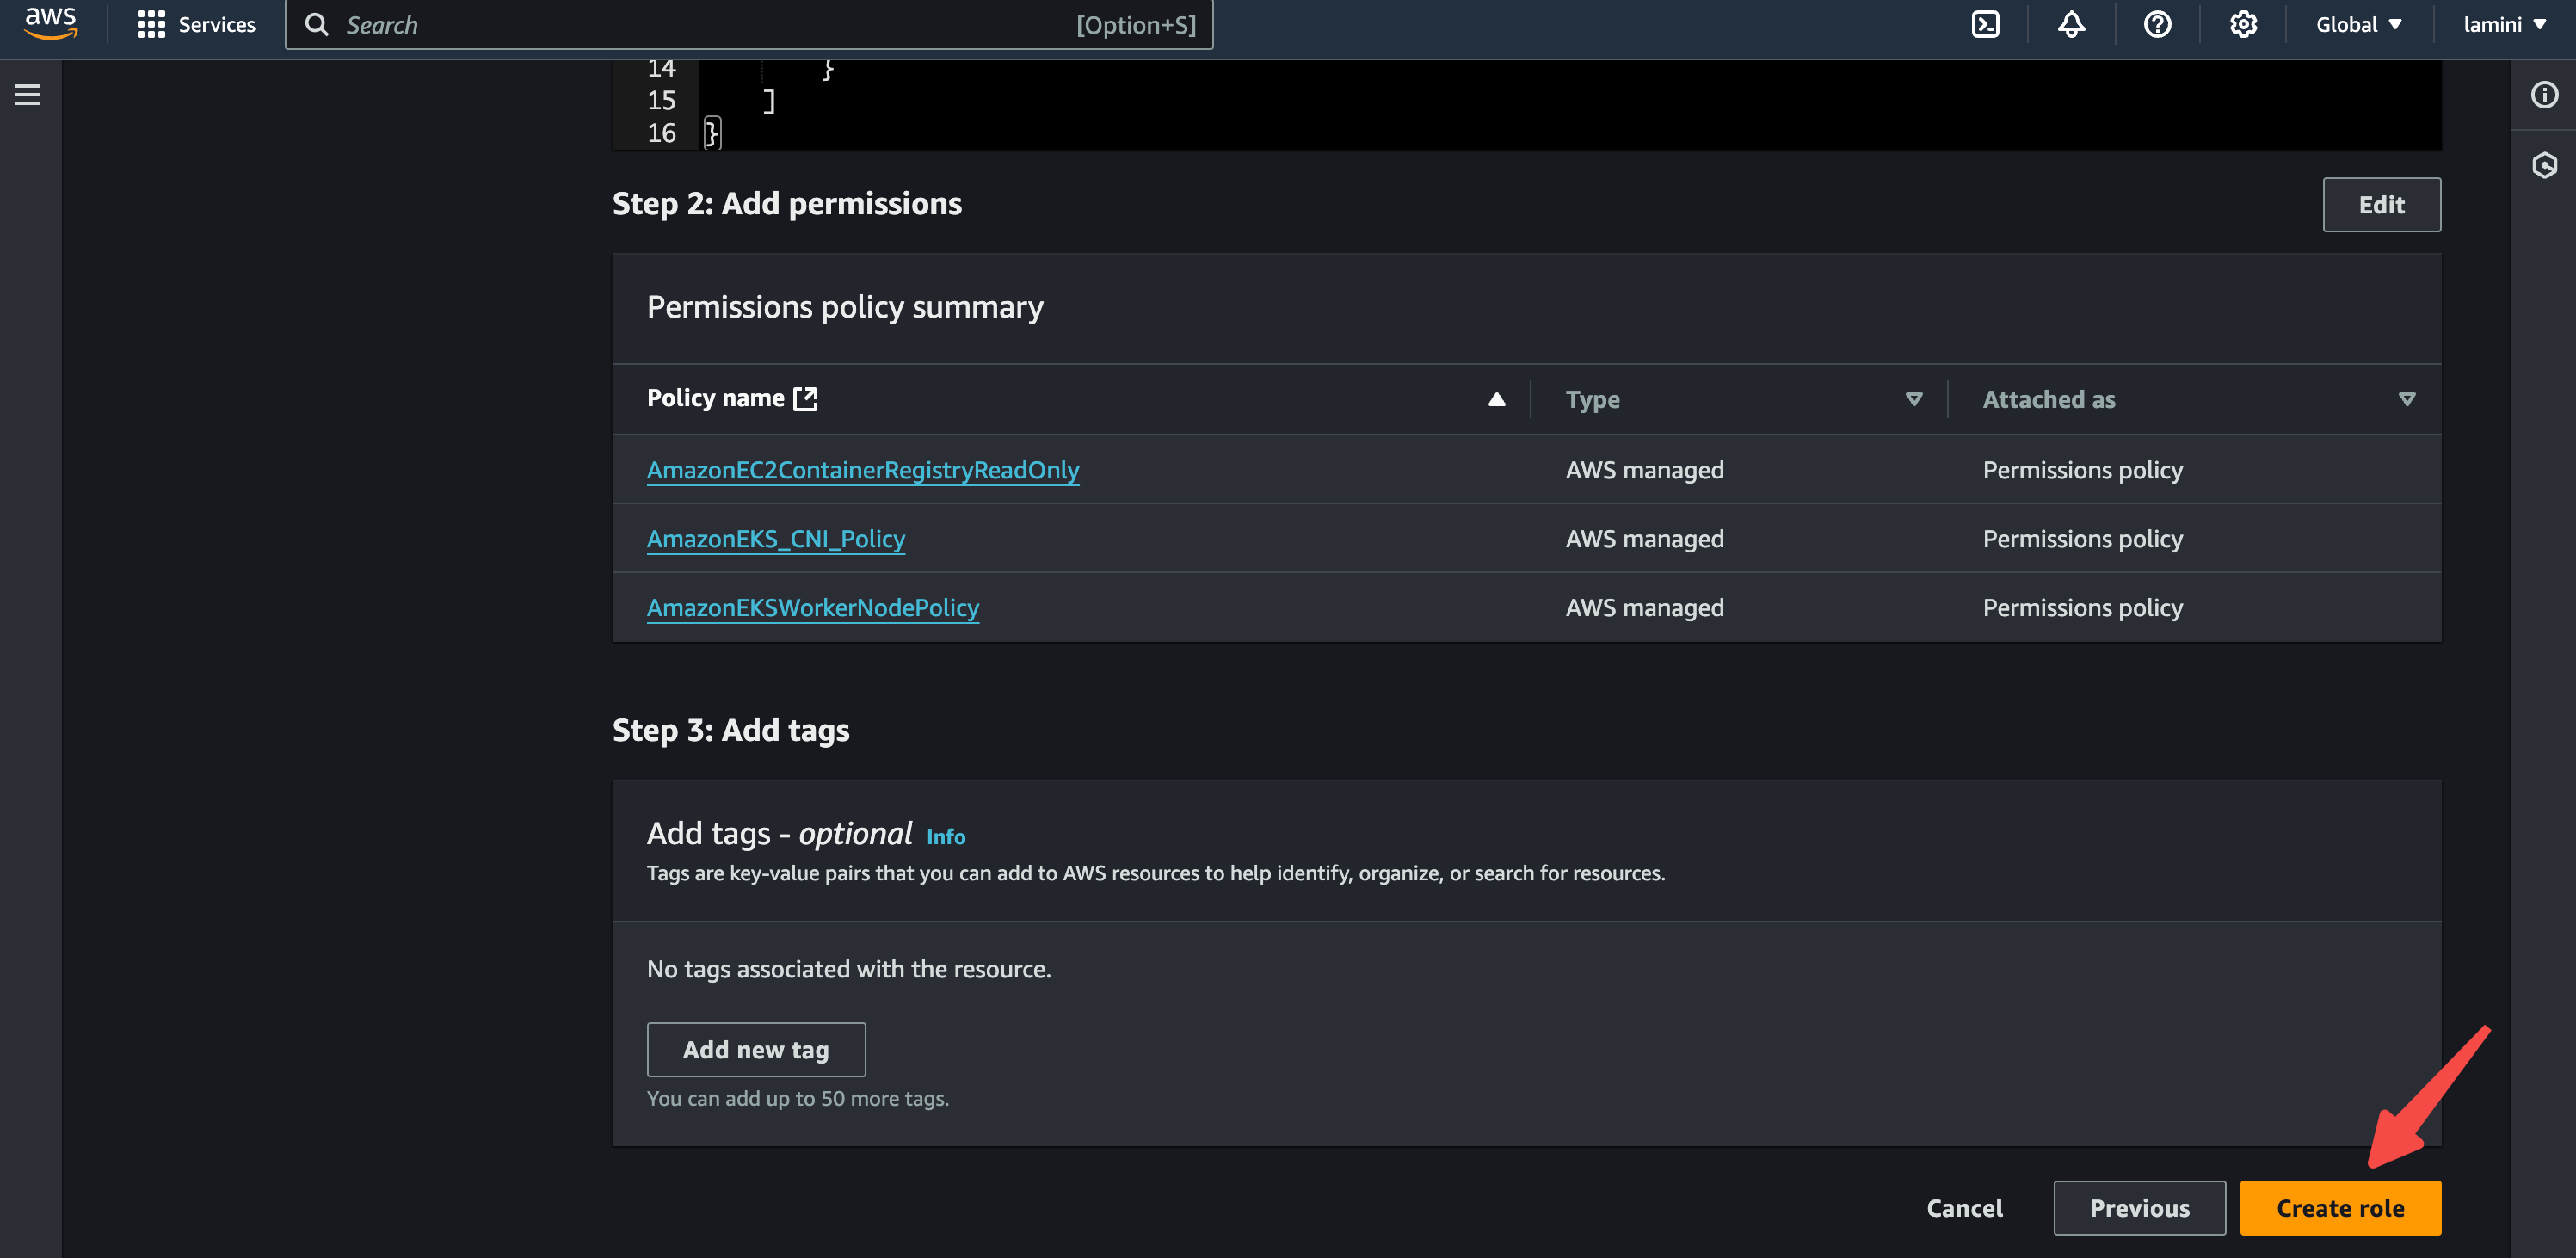 aws
Services
Search
[Option+S]
Global
lamini
14 }
15 ]
16 }
Step 2: Add permissions
Edit
Permissions policy summary
Policy name
Type
Attached as
AmazonEC2ContainerRegistryReadOnly
AWS managed
Permissions policy
AmazonEKS_CNI_Policy
AWS managed
Permissions policy
AmazonEKSWorkerNodePolicy
AWS managed
Permissions policy
Step 3: Add tags
Add tags - optional Info
Tags are key-value pairs that you can add to AWS resources to help identify, organize, or search for resources.
No tags associated with the resource.
Add new tag
You can add up to 50 more tags.
Cancel
Previous
Create role